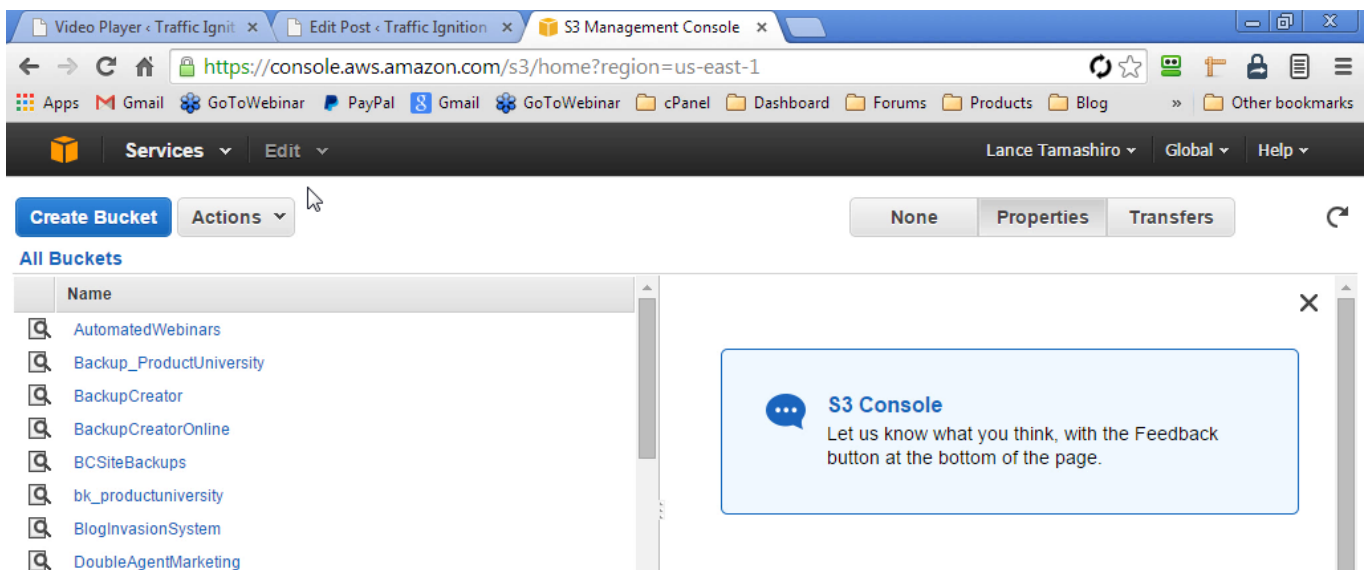 Video Player ‹ Traffic Ignit
Edit Post ‹ Traffic Ignition
S3 Management Console
https://console.aws.amazon.com/s3/home?region=us-east-1
Apps Gmail GoToWebinar PayPal Gmail GoToWebinar cPanel Dashboard Forums Products Blog » Other bookmarks
Services Edit Lance Tamashiro Global Help
Create Bucket Actions None Properties Transfers
All Buckets
Name
AutomatedWebinars
Backup_ProductUniversity
BackupCreator
BackupCreatorOnline
BCSiteBackups
bk_productuniversity
BlogInvasionSystem
DoubleAgentMarketing
S3 Console
Let us know what you think, with the Feedback
button at the bottom of the page.